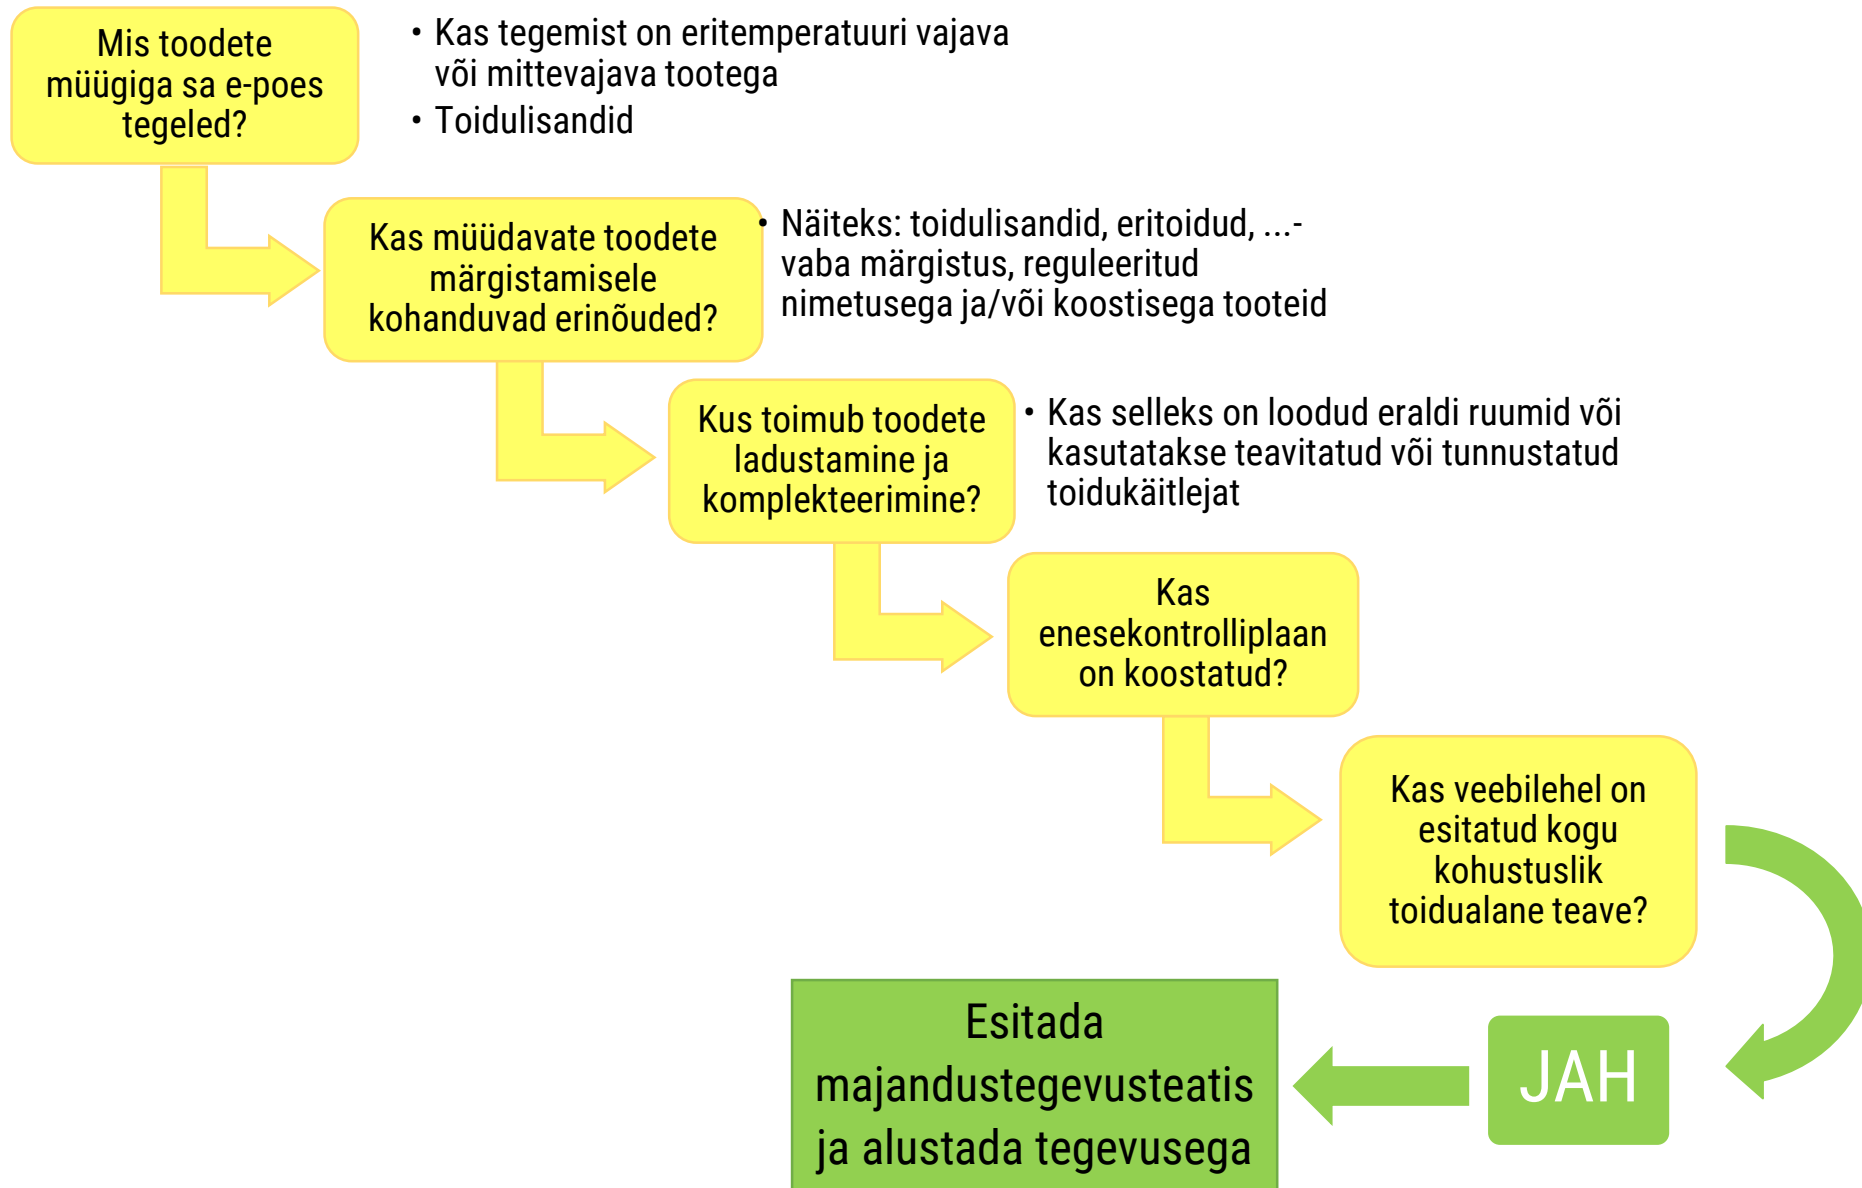 Mis toodete
müügiga sa e-poes
tegeled?
• Kas tegemist on eritemperatuuri vajava
või mittevajava tootega
• Toidulisandid
Kas müüdavate toodete
märgistamisele
kohanduvad erinõuded?
• Näiteks: toidulisandid, eritoidud, ...-
vaba märgistus, reguleeritud
nimetusega ja/või koostisega tooteid
Kus toimub toodete
ladustamine ja
komplekteerimine?
• Kas selleks on loodud eraldi ruumid või
kasutatakse teavitatud või tunnustatud
toidukäitlejat
Kas
enesekontrolliplaan
on koostatud?
Kas veebilehel on
esitatud kogu
kohustuslik
toidualane teave?
JAH
Esitada
majandustegevusteatis
ja alustada tegevusega